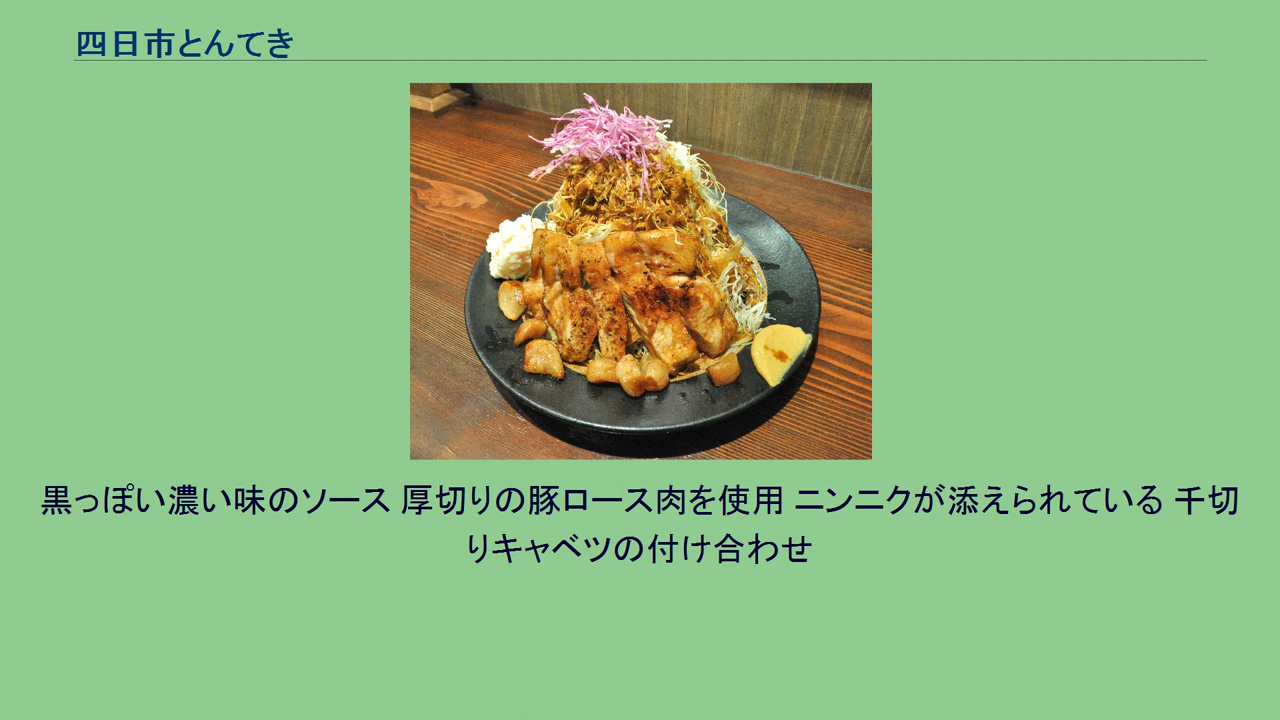 四日市とんてき
黒っぽい濃い味のソース 厚切りの豚ロース肉を使用 ニンニクが添えられている 千切
りキャベツの付け合わせ